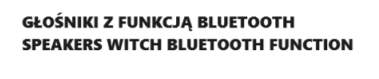 GŁOŚNIKI Z FUNKCJĄ BLUETOOTH
SPEAKERS WITCH BLUETOOTH FUNCTION